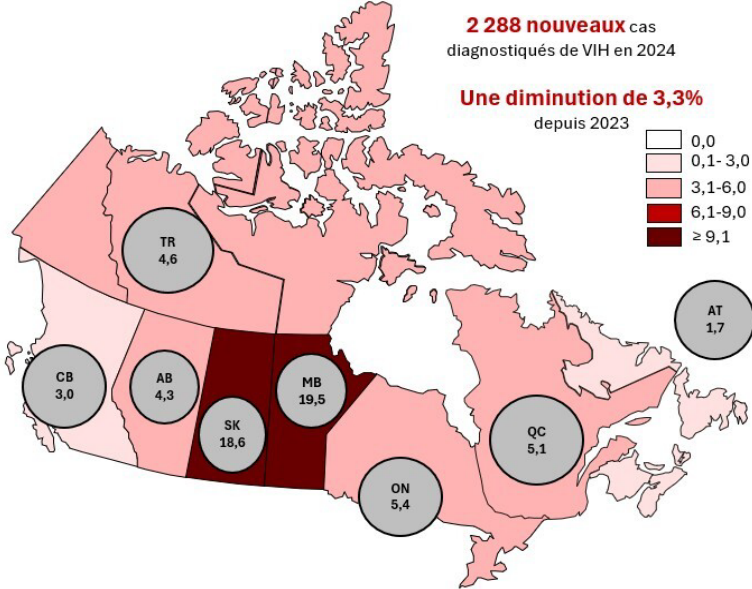 2 288 nouveaux cas
diagnostiqués de VIH en 2024
Une diminution de 3,3%
depuis 2023
0,0
0,1- 3,0
3,1-6,0
6,1-9,0
≥ 9,1
TR
4,6
AT
1,7
CB
3,0
AB
4,3
SK
18,6
MB
19,5
QC
5,1
ON
5,4